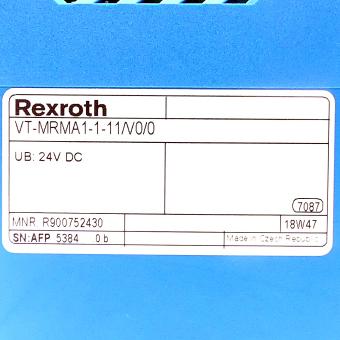 Rexroth
VT-MRMA1-1-11/V0/0
UB: 24V DC
7087
MNR R900752430 18W47
SN:AFP 5384 0 b Made in Czech Republic